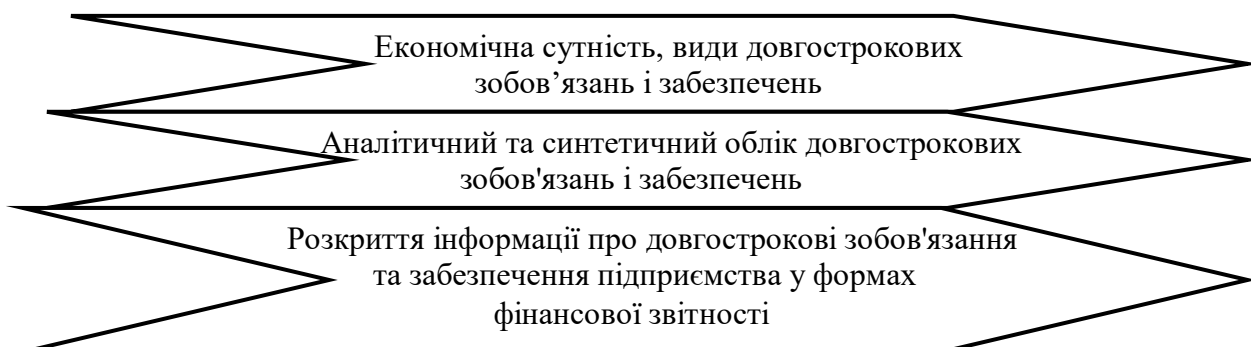 Економічна сутність, види довгострокових
зобов’язань і забезпечень
Аналітичний та синтетичний облік довгострокових
зобов'язань і забезпечень
Розкриття інформації про довгострокові зобов'язання
та забезпечення підприємства у формах
фінансової звітності